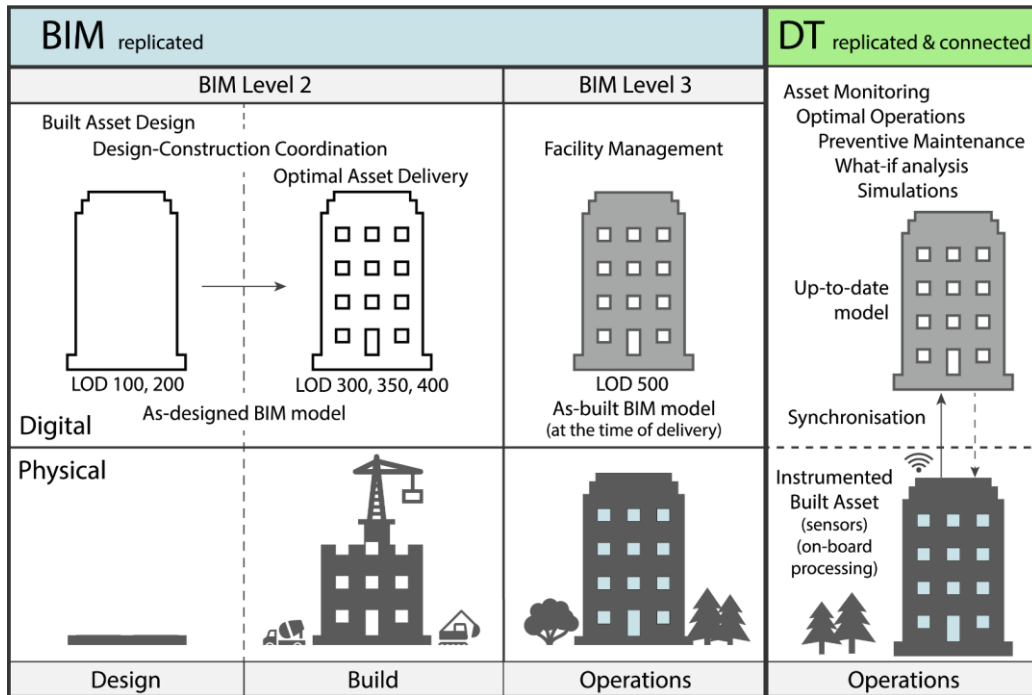 BIM replicated
DT replicated & connected
BIM Level 2
BIM Level 3
Built Asset Design
Design-Construction Coordination
Optimal Asset Delivery
Facility Management
Asset Monitoring
Optimal Operations
Preventive Maintenance
What-if analysis
Simulations
Up-to-date
model
LOD 100, 200
LOD 300, 350, 400
LOD 500
As-designed BIM model
As-built BIM model
(at the time of delivery)
Synchronisation
Digital
Physical
Instrumented
Built Asset
(sensors)
(on-board
processing)
Design
Build
Operations
Operations